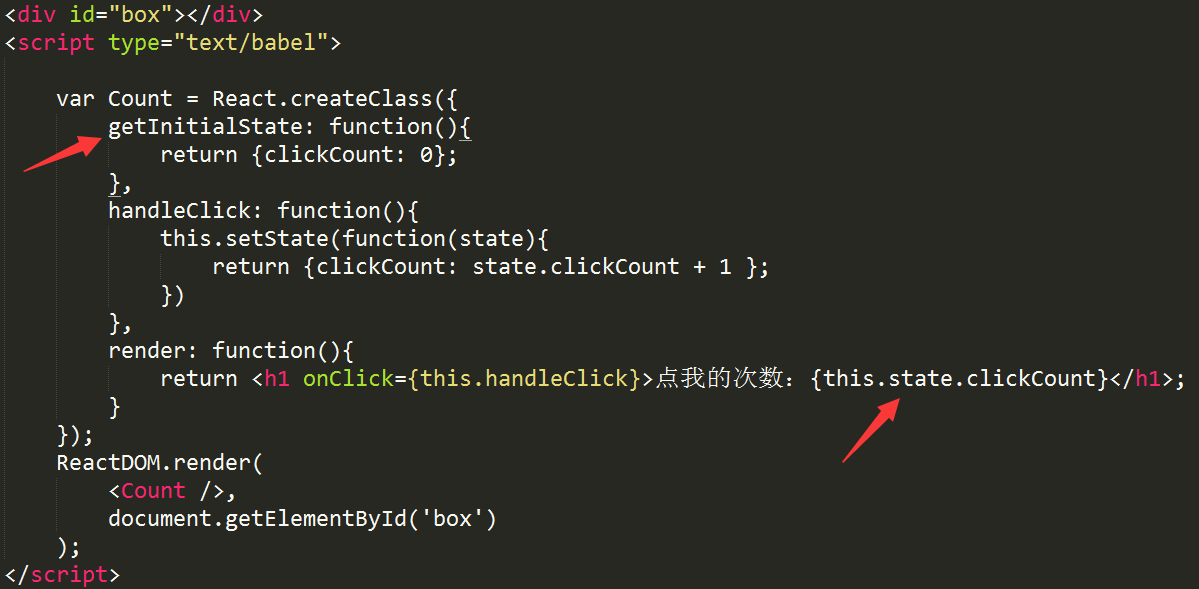 <div id="box"></div>
<script type="text/babel">
var Count = React.createClass({
getInitialState: function(){
return {clickCount: 0};
},
handleClick: function(){
this.setState(function(state){
return {clickCount: state.clickCount + 1 };
})
},
render: function(){
return <h1 onClick={this.handleClick}>点我的次数：{this.state.clickCount}</h1>;
}
});
ReactDOM.render(
<Count />,
document.getElementById('box')
);
</script>